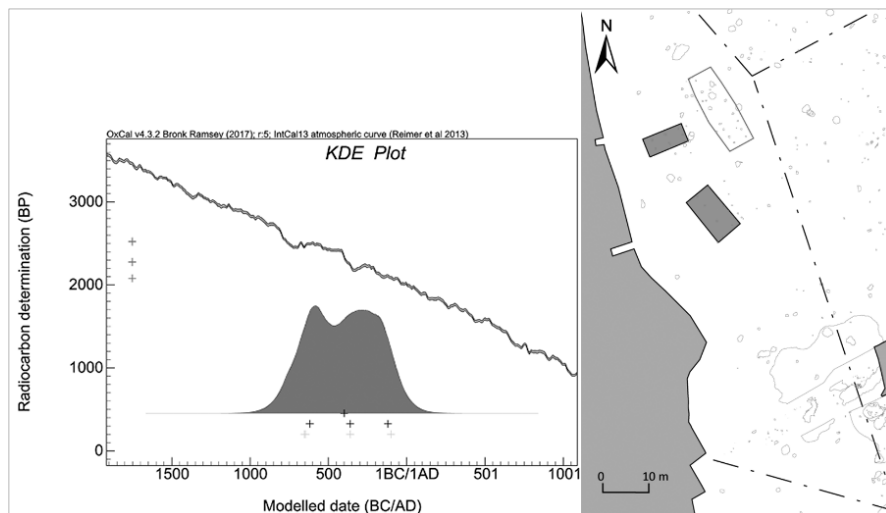 OxCal v4.3.2 Bronk Ramsey (2017); r:5; IntCal13 atmospheric curve (Reimer et al 2013)
KDE Plot
Radiocarbon determination (BP)
3000
2000
1000
0
1500
1000
500
1BC/1AD
501
1001
Modelled date (BC/AD)
N
0
10 m